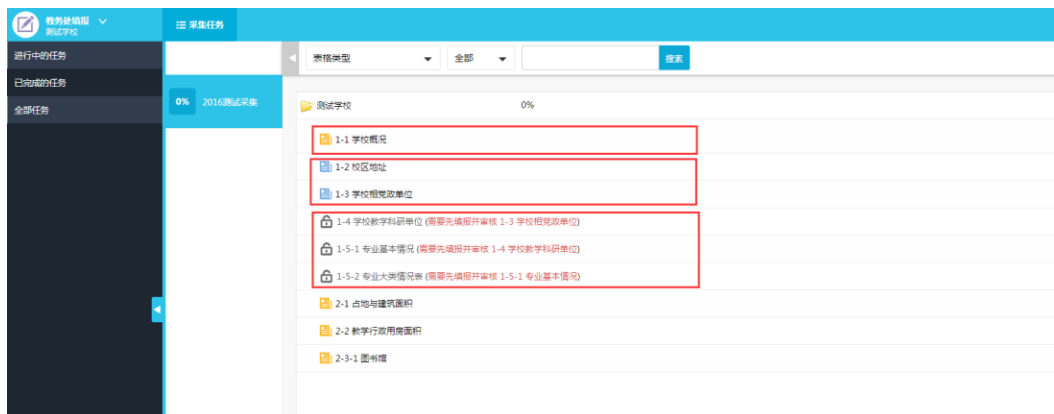 教务处填报
测试学校
采集任务
进行中的任务
已完成的任务
全部任务
0% 2016测试采集
表格类型 全部 搜索
测试学校 0%
1-1 学校概况
1-2 校区地址
1-3 学校相党政单位
1-4 学校教学科研单位 (需要先填报并审核 1-3 学校相党政单位)
1-5-1 专业基本情况 (需要先填报并审核 1-4 学校教学科研单位)
1-5-2 专业大类情况表 (需要先填报并审核 1-5-1 专业基本情况)
2-1 占地与建筑面积
2-2 教学行政用房面积
2-3-1 图书馆